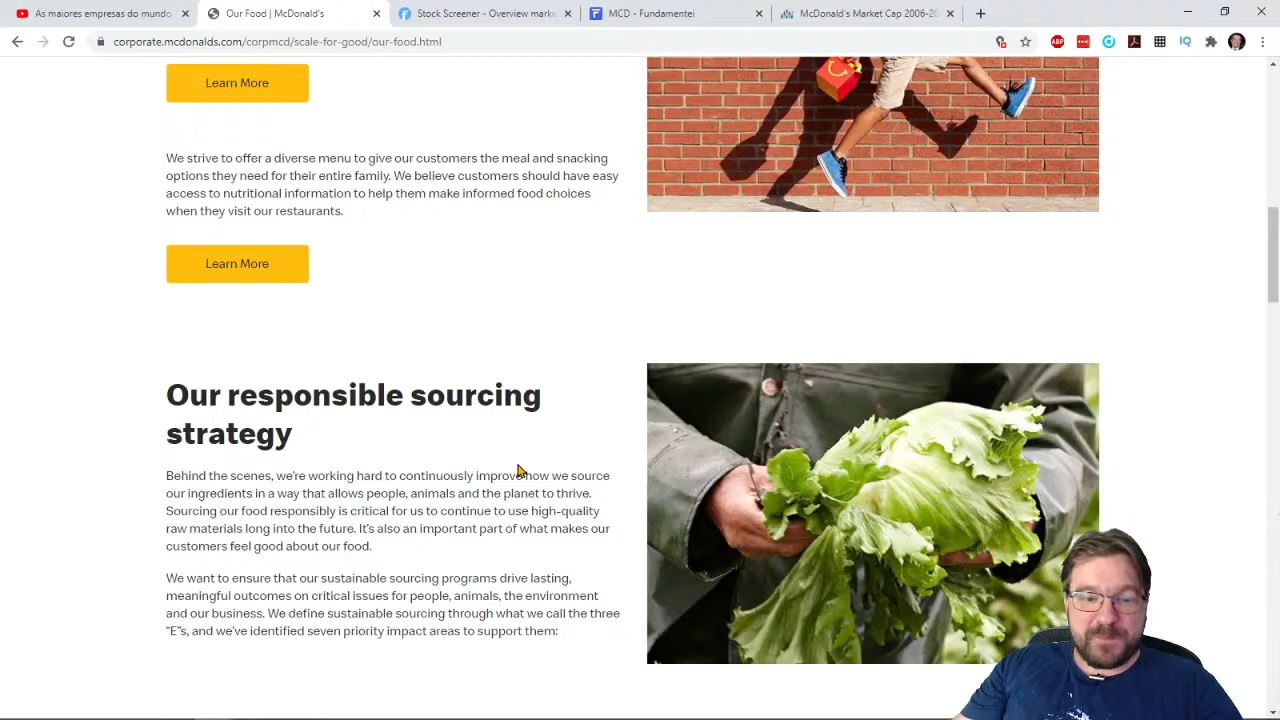 As maiores empresas do mundo
Our Food | McDonald's
Stock Screener - Overview mark
MCD - Fundamentei
McDonald's Market Cap 2006-20
corporate.mcdonalds.com/corpmcd/scale-for-good/our-food.html
Learn More
We strive to offer a diverse menu to give our customers the meal and snacking
options they need for their entire family. We believe customers should have easy
access to nutritional information to help them make informed food choices
when they visit our restaurants.
Learn More
Our responsible sourcing
strategy
Behind the scenes, we're working hard to continuously improve how we source
our ingredients in a way that allows people, animals and the planet to thrive.
Sourcing our food responsibly is critical for us to continue to use high-quality
raw materials long into the future. It's also an important part of what makes our
customers feel good about our food.
We want to ensure that our sustainable sourcing programs drive lasting,
meaningful outcomes on critical issues for people, animals, the environment
and our business. We define sustainable sourcing through what we call the three
“E”s, and we've identified seven priority impact areas to support them: